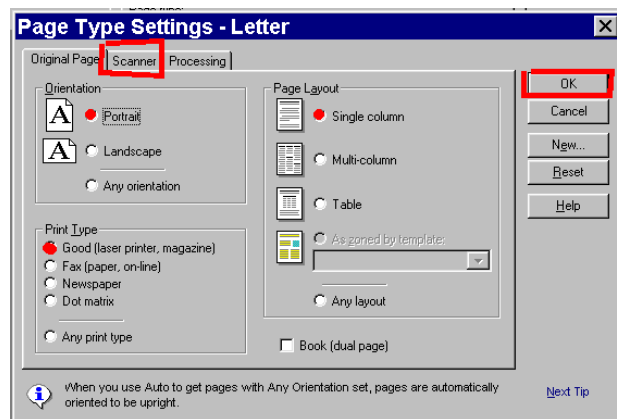 Page Type Settings - Letter
Original Page Scanner Processing
Orientation
A Portrait
A Landscape
Any orientation
Print Type
Good (laser printer, magazine)
Fax (paper, on-line)
Newspaper
Dot matrix
Any print type
Page Layout
Single column
Multi-column
Table
As zoned by template:
Any layout
Book (dual page)
OK
Cancel
New...
Reset
Help
When you use Auto to get pages with Any Orientation set, pages are automatically
oriented to be upright.
Next Tip